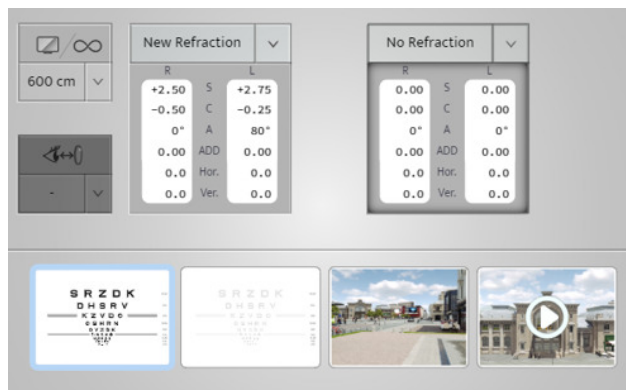 600 cm
-
New Refraction
R L
+2.50 S +2.75
-0.50 C -0.25
0° A 80°
0.00 ADD 0.00
0.0 Hor. 0.0
0.0 Ver. 0.0
No Refraction
R L
0.00 S 0.00
0.00 C 0.00
0° A 0°
0.00 ADD 0.00
0.0 Hor. 0.0
0.0 Ver. 0.0
S R Z D K
D H S R V
K Z V D C
S R Z D K
D H S R V